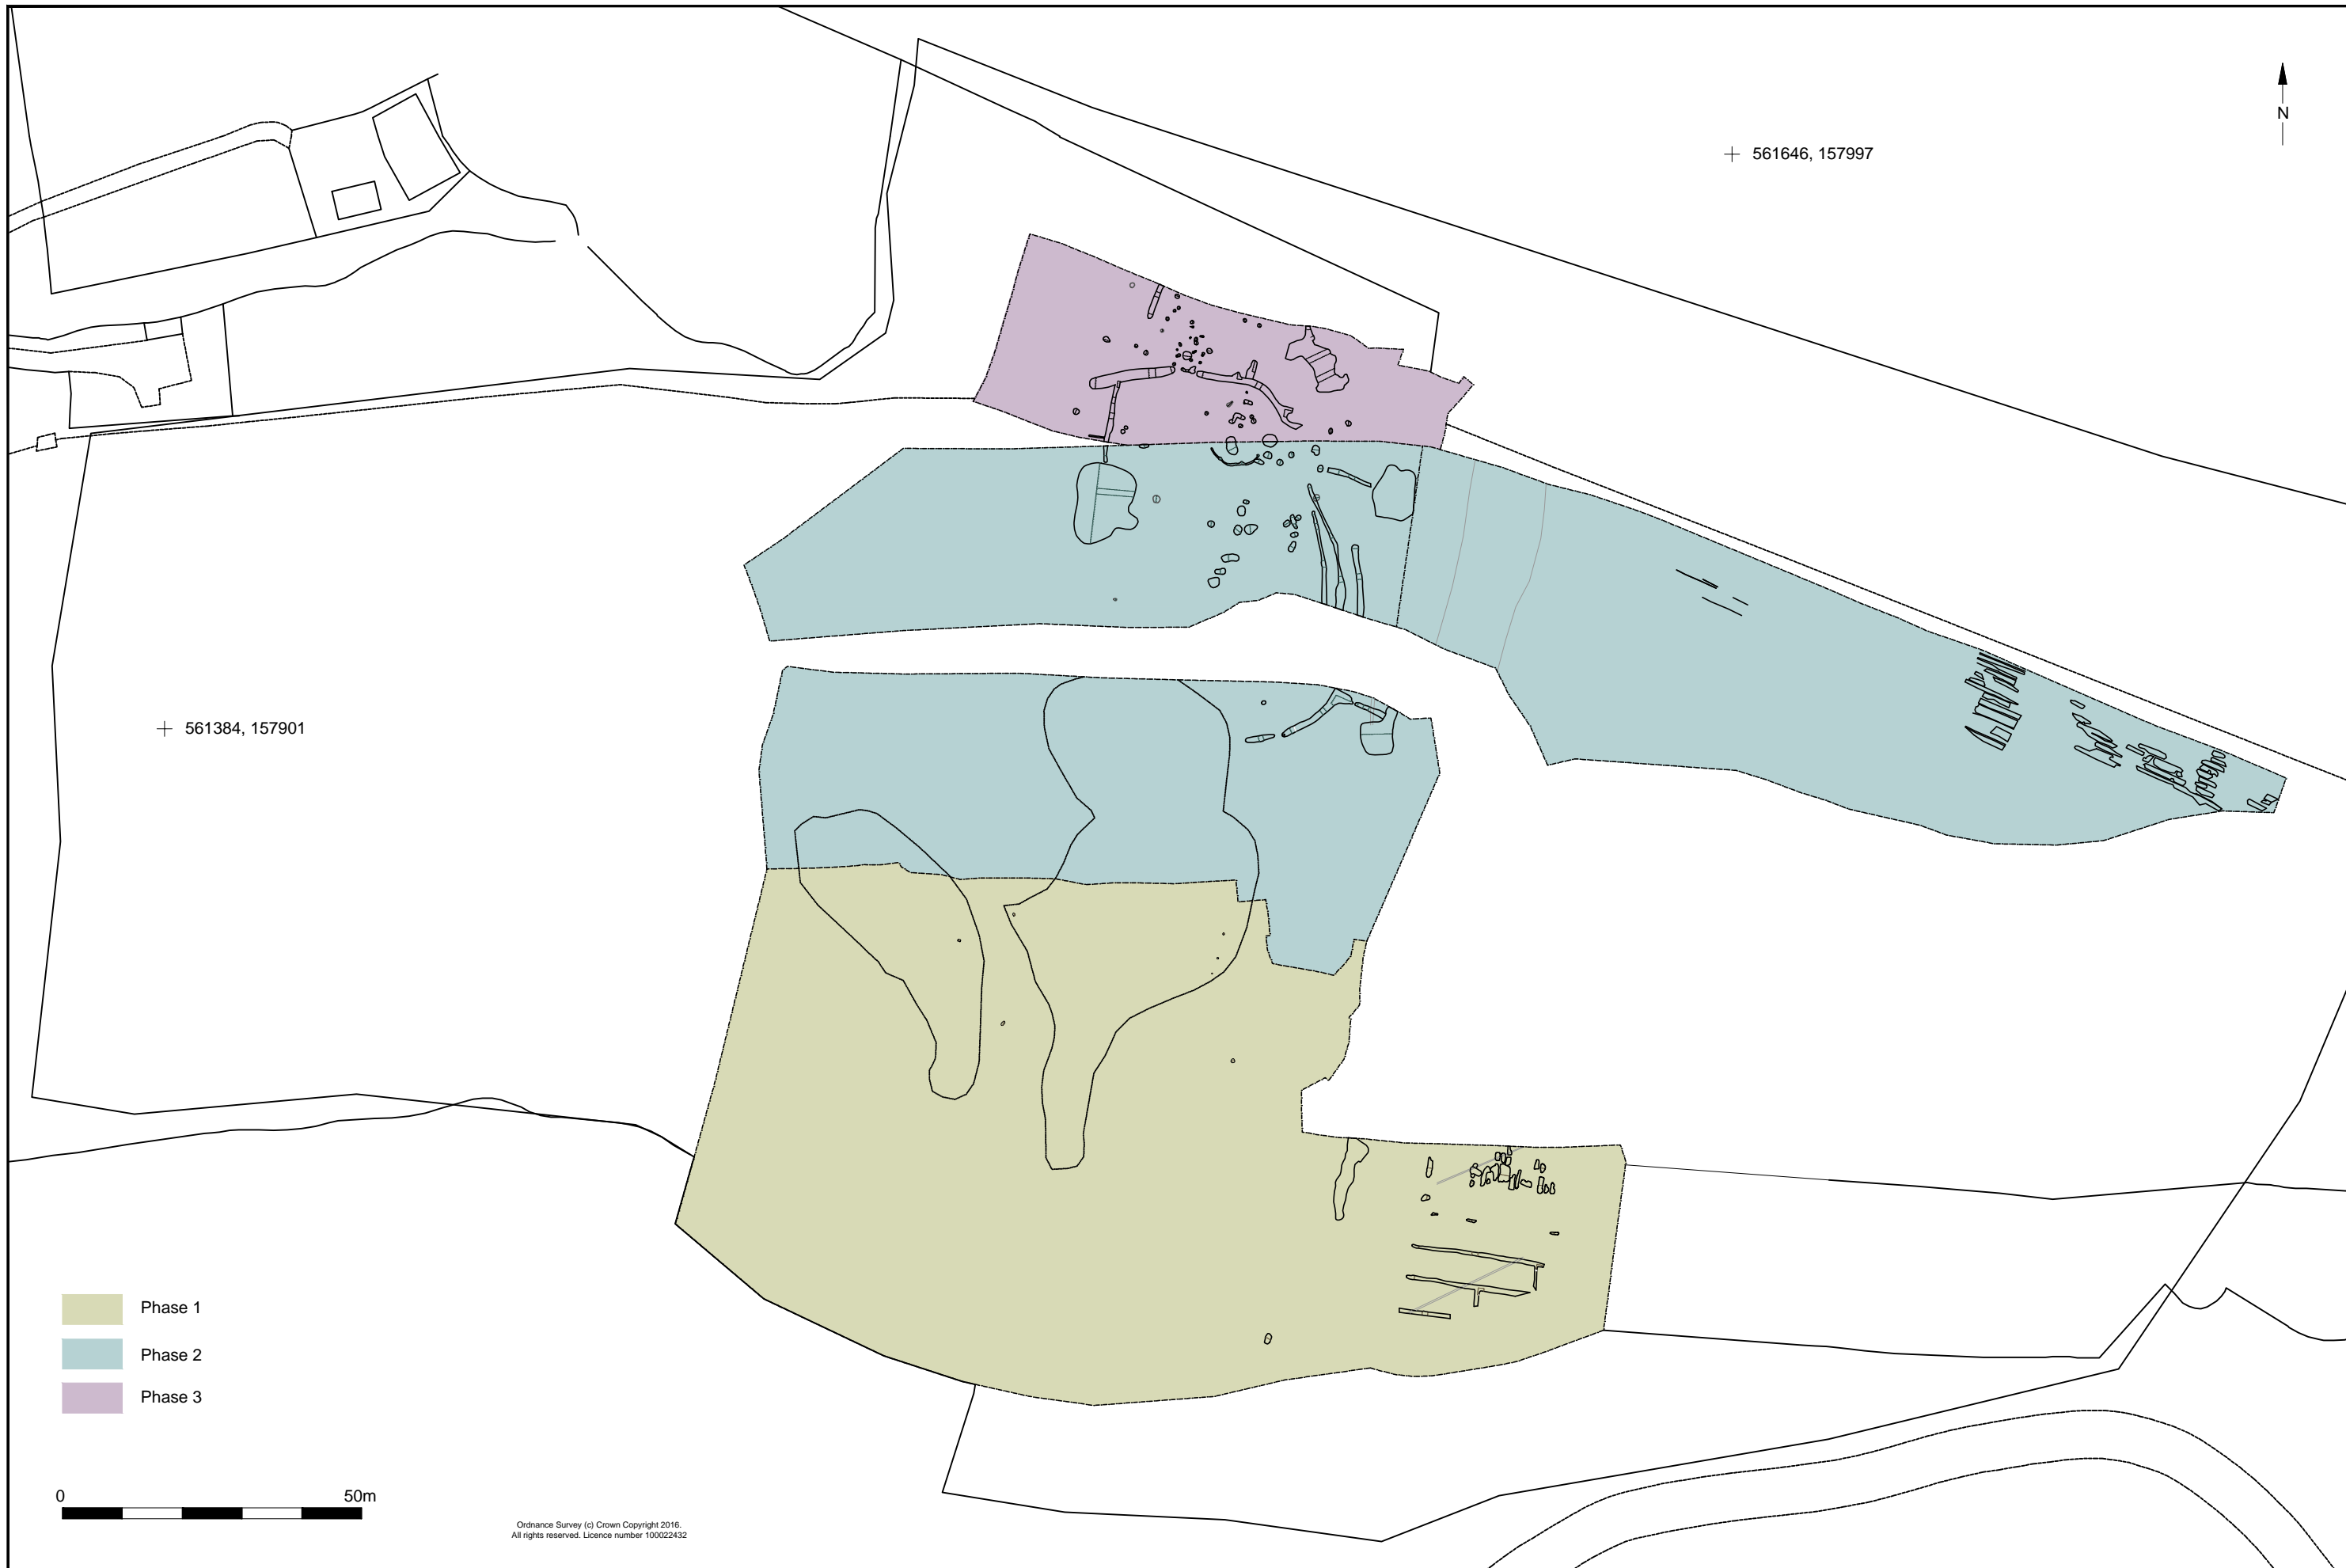 N
561646, 157997
561384, 157901
Phase 1
Phase 2
Phase 3
0 50m
Ordnance Survey (c) Crown Copyright 2016.
All rights reserved. Licence number 100022432